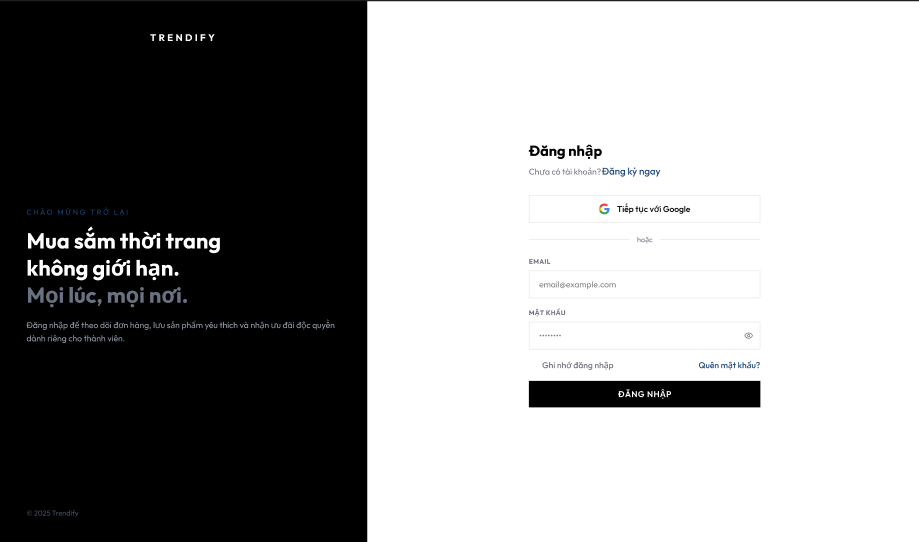 TRENDIFY
CHÀO MỪNG TRỞ LẠI
Mua sắm thời trang
không giới hạn.
Mọi lúc, mọi nơi.
Đăng nhập để theo dõi đơn hàng, lưu sản phẩm yêu thích và nhận ưu đãi độc quyền
dành riêng cho thành viên.
© 2025 Trendify
Đăng nhập
Chưa có tài khoản? Đăng ký ngay
Tiếp tục với Google
hoặc
EMAIL
email@example.com
MẬT KHẨU
••••••••
Ghi nhớ đăng nhập
Quên mật khẩu?
ĐĂNG NHẬP